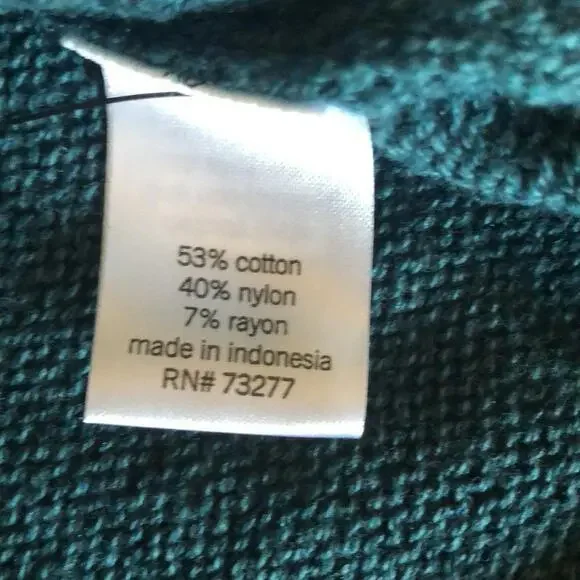 53% cotton
40% nylon
7% rayon
made in indonesia
RN# 73277